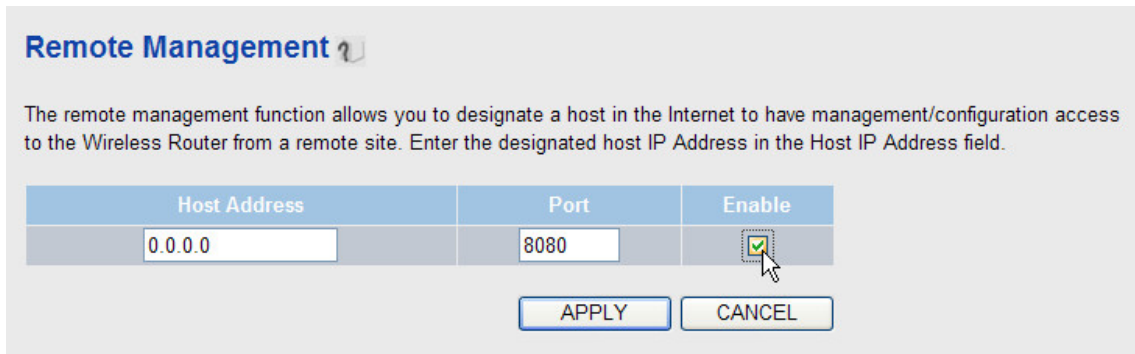 Remote Management
The remote management function allows you to designate a host in the Internet to have management/configuration access
to the Wireless Router from a remote site. Enter the designated host IP Address in the Host IP Address field.
Host Address Port Enable
0.0.0.0 8080
APPLY CANCEL